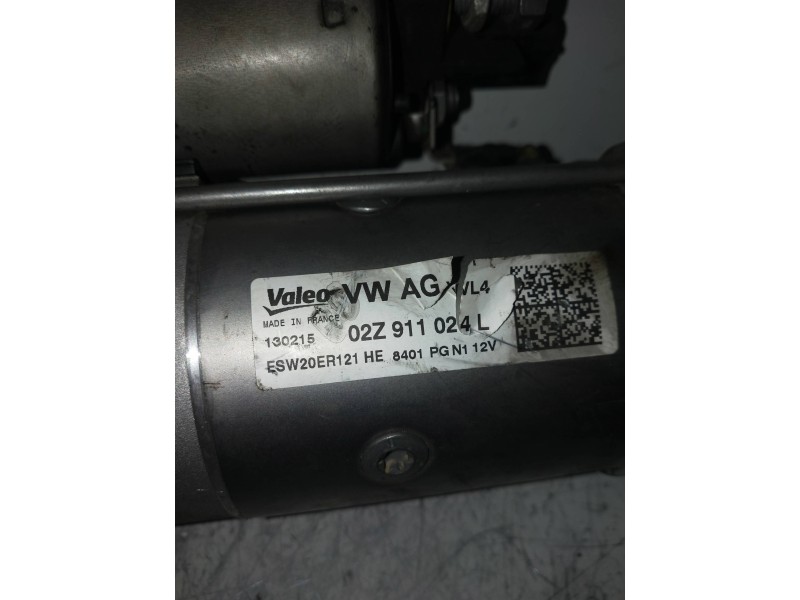 Valeo VW AG VL4
MADE IN FRANCE
130215 02Z 911 024 L
ESW20ER121 HE 8401 PG N1 12V